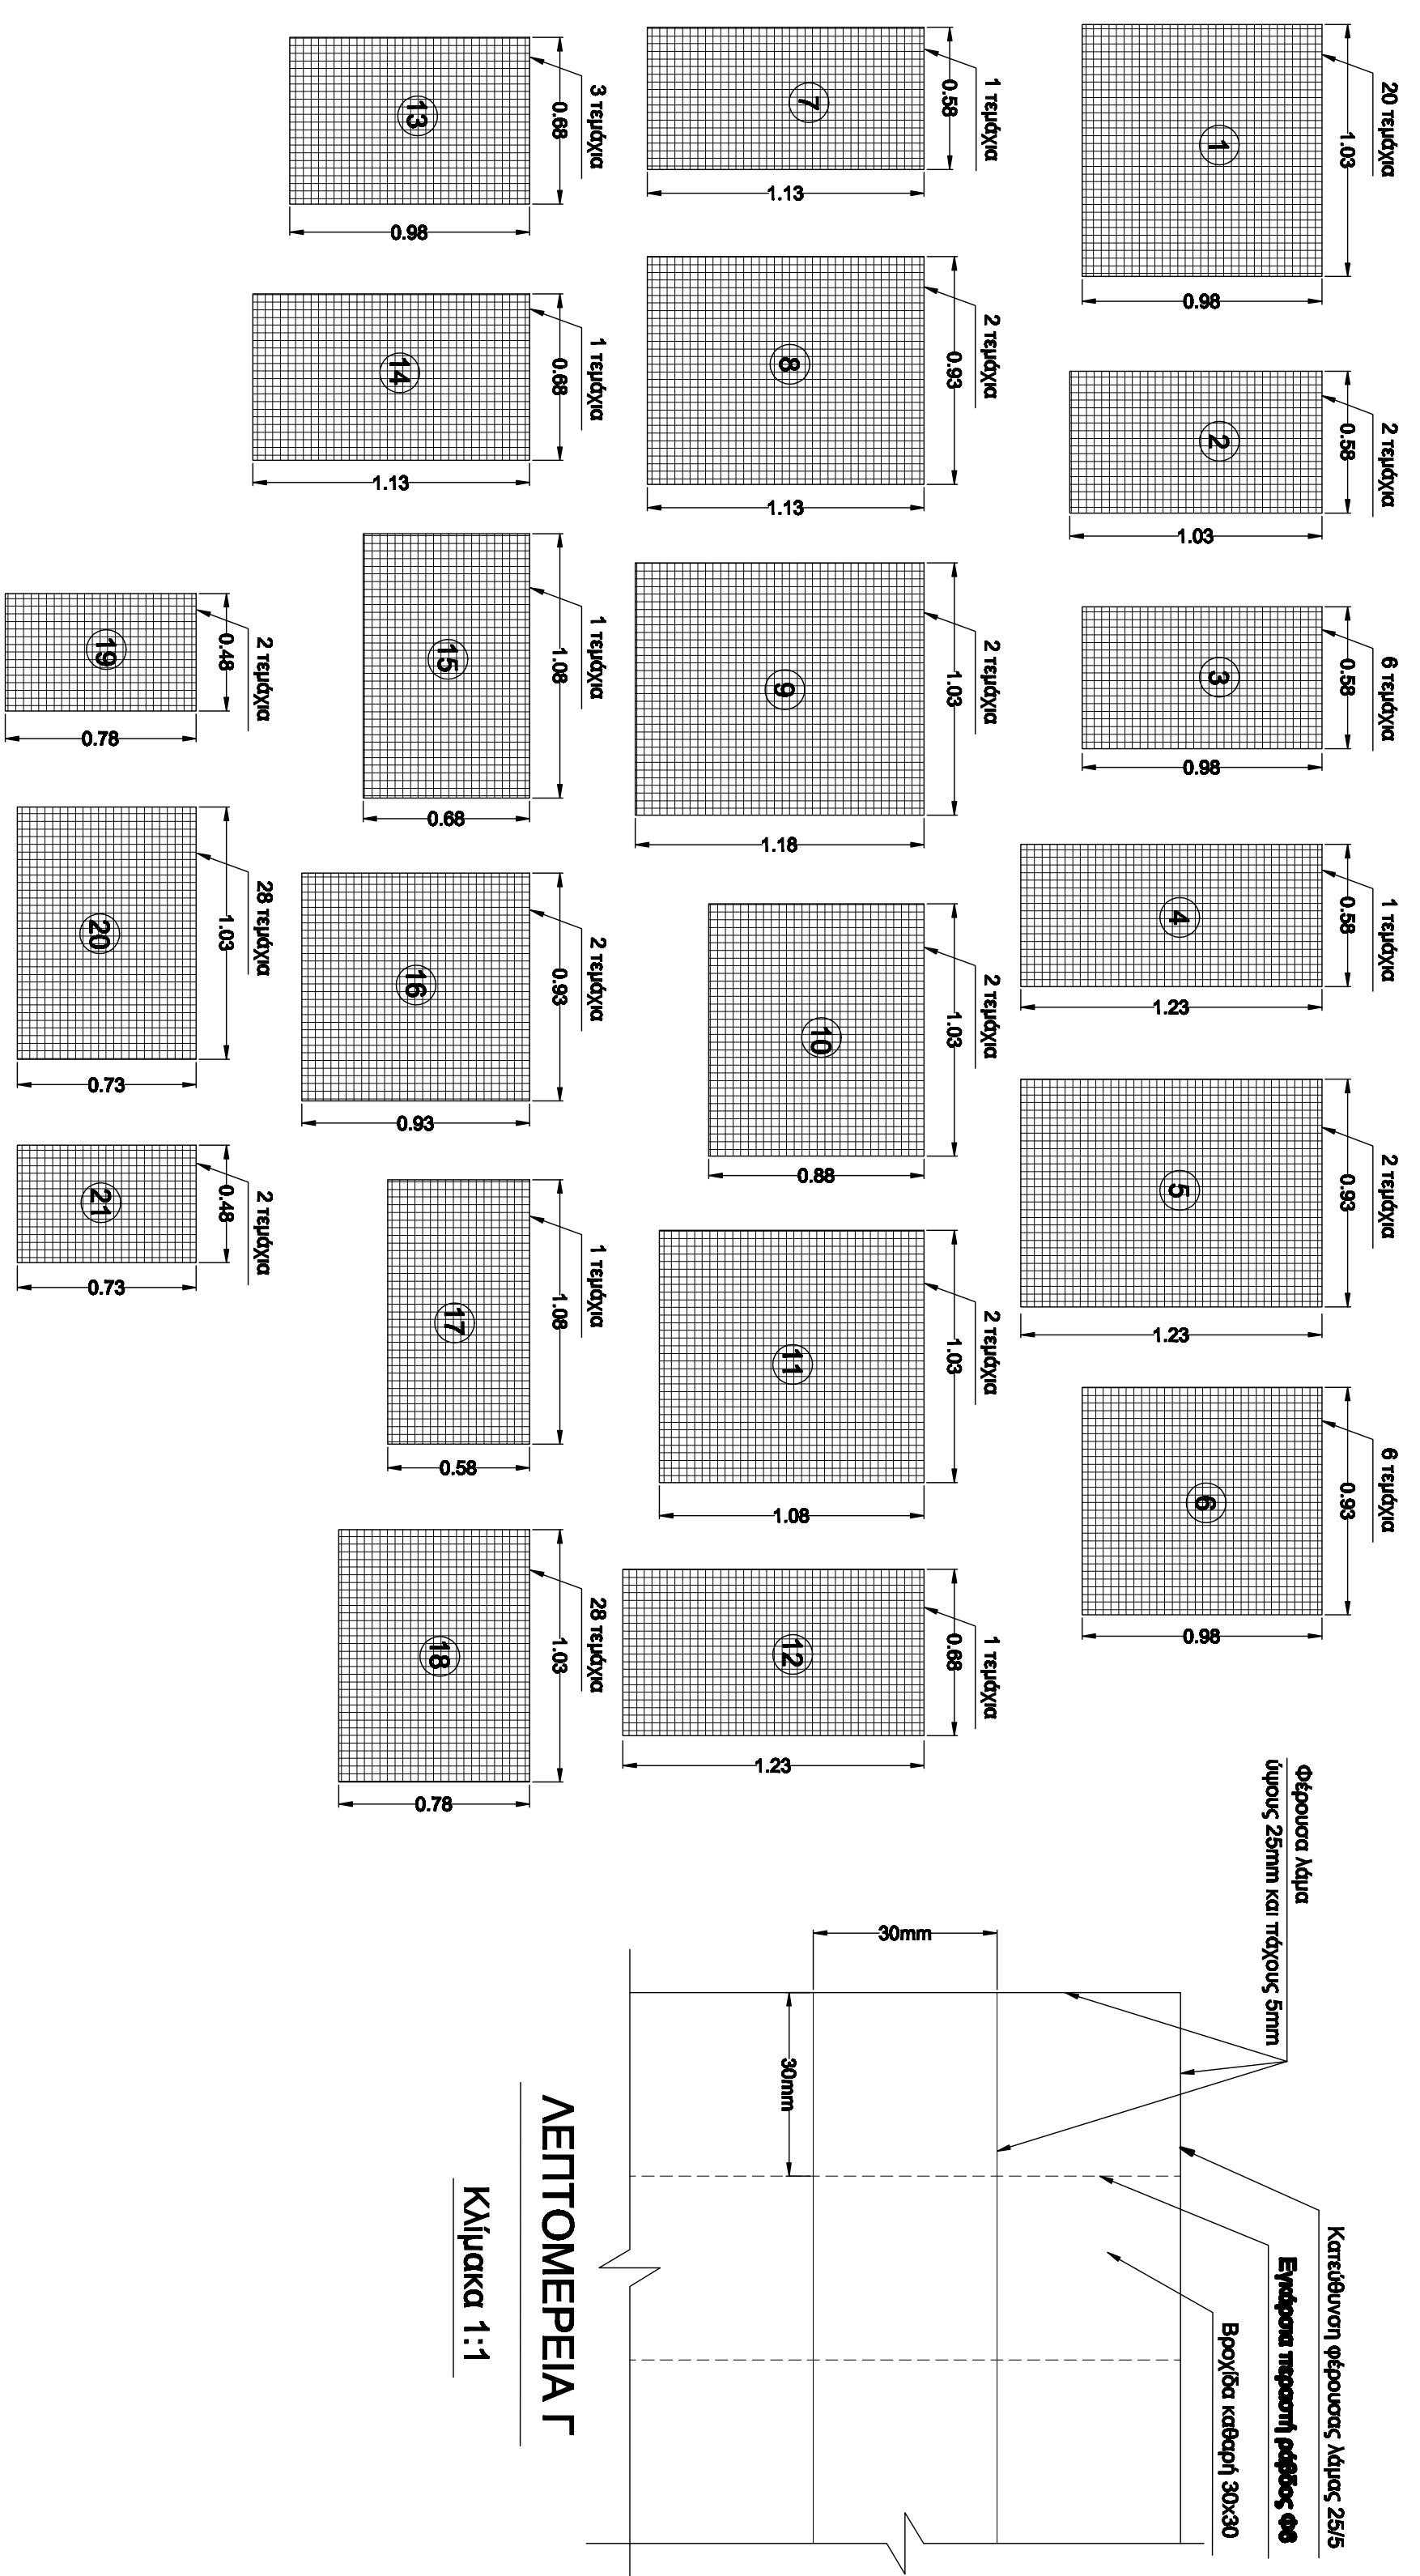 20 τεμάχια
1.03
1
0.98
2 τεμάχια
0.58
2
1.03
6 τεμάχια
0.58
3
0.98
1 τεμάχια
0.58
4
1.23
2 τεμάχια
0.93
5
1.23
6 τεμάχια
0.93
6
0.98
1 τεμάχια
0.58
7
1.13
2 τεμάχια
0.93
8
1.13
2 τεμάχια
1.03
9
1.18
2 τεμάχια
1.03
10
0.88
2 τεμάχια
1.03
11
1.08
1 τεμάχια
0.68
12
1.23
3 τεμάχια
0.68
13
0.98
1 τεμάχια
0.68
14
1.13
1 τεμάχια
1.08
15
0.68
2 τεμάχια
0.93
16
0.93
1 τεμάχια
1.08
17
0.58
28 τεμάχια
1.03
18
0.78
2 τεμάχια
0.48
19
0.78
28 τεμάχια
1.03
20
0.73
2 τεμάχια
0.48
21
0.73
Φέρουσα λάμα
ύψους 25mm και πάχους 5mm
Κατεύθυνση φέρουσας λάμας 25/5
Εγκάρσια περαστή ράβδος Φ6
Βροχίδα καθαρή 30x30
30mm
30mm
ΛΕΠΤΟΜΕΡΕΙΑ Γ
Κλίμακα 1:1